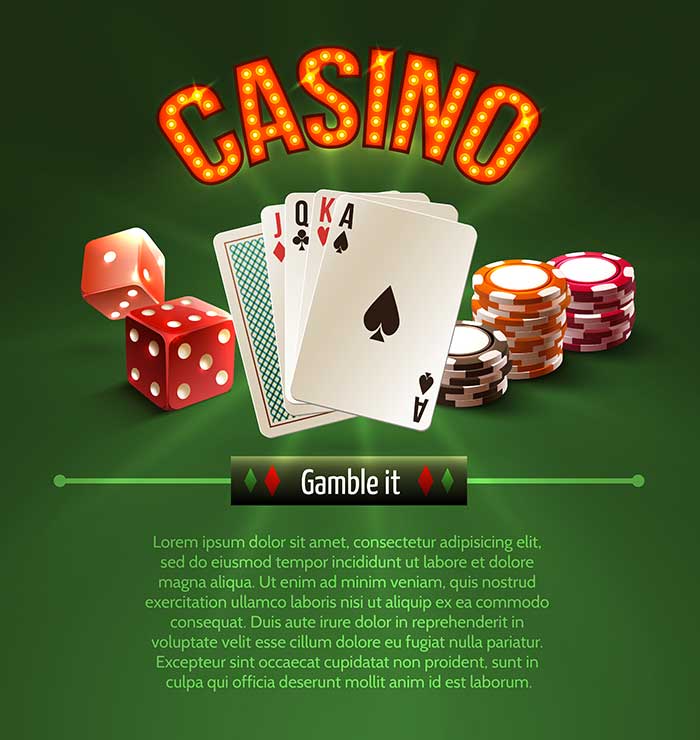 CASINO
J Q K A
A
Gamble it
Lorem ipsum dolor sit amet, consectetur adipisicing elit,
sed do eiusmod tempor incididunt ut labore et dolore
magna aliqua. Ut enim ad minim veniam, quis nostrud
exercitation ullamco laboris nisi ut aliquip ex ea commodo
consequat. Duis aute irure dolor in reprehenderit in
voluptate velit esse cillum dolore eu fugiat nulla pariatur.
Excepteur sint occaecat cupidatat non proident, sunt in
culpa qui officia deserunt mollit anim id est laborum.